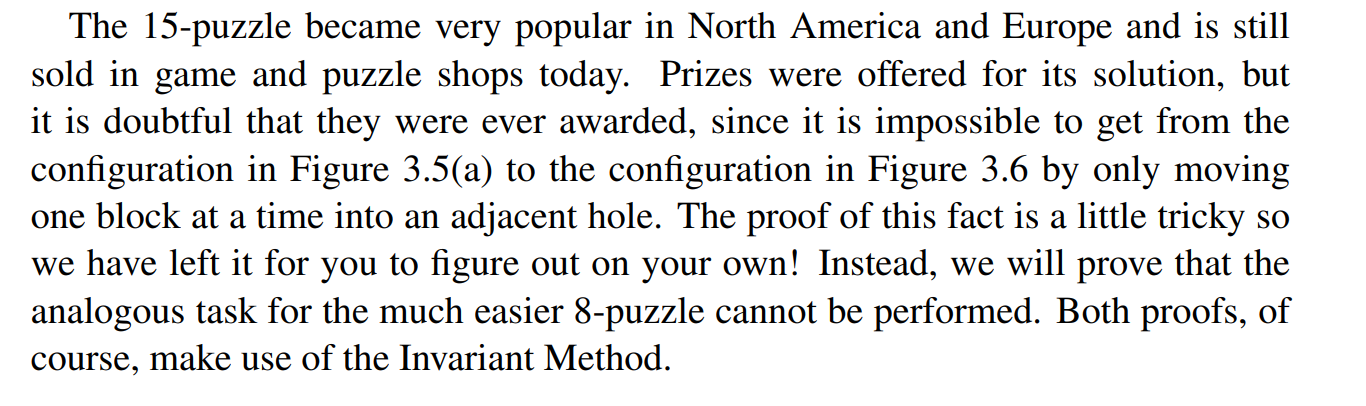 The 15-puzzle became very popular in North America and Europe and is still
sold in game and puzzle shops today. Prizes were offered for its solution, but
it is doubtful that they were ever awarded, since it is impossible to get from the
configuration in Figure 3.5(a) to the configuration in Figure 3.6 by only moving
one block at a time into an adjacent hole. The proof of this fact is a little tricky so
we have left it for you to figure out on your own! Instead, we will prove that the
analogous task for the much easier 8-puzzle cannot be performed. Both proofs, of
course, make use of the Invariant Method.